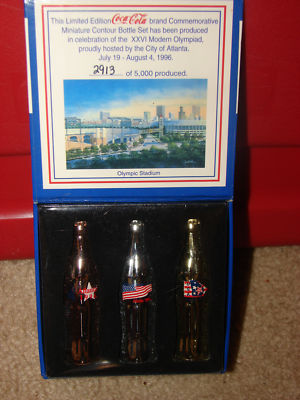 This Limited Edition Coca-Cola brand Commemorative
Miniature Contour Bottle Set has been produced
in celebration of the XXVI Modern Olympiad,
proudly hosted by the City of Atlanta.
July 19 - August 4, 1996.
2913 of 5,000 produced.
Olympic Stadium